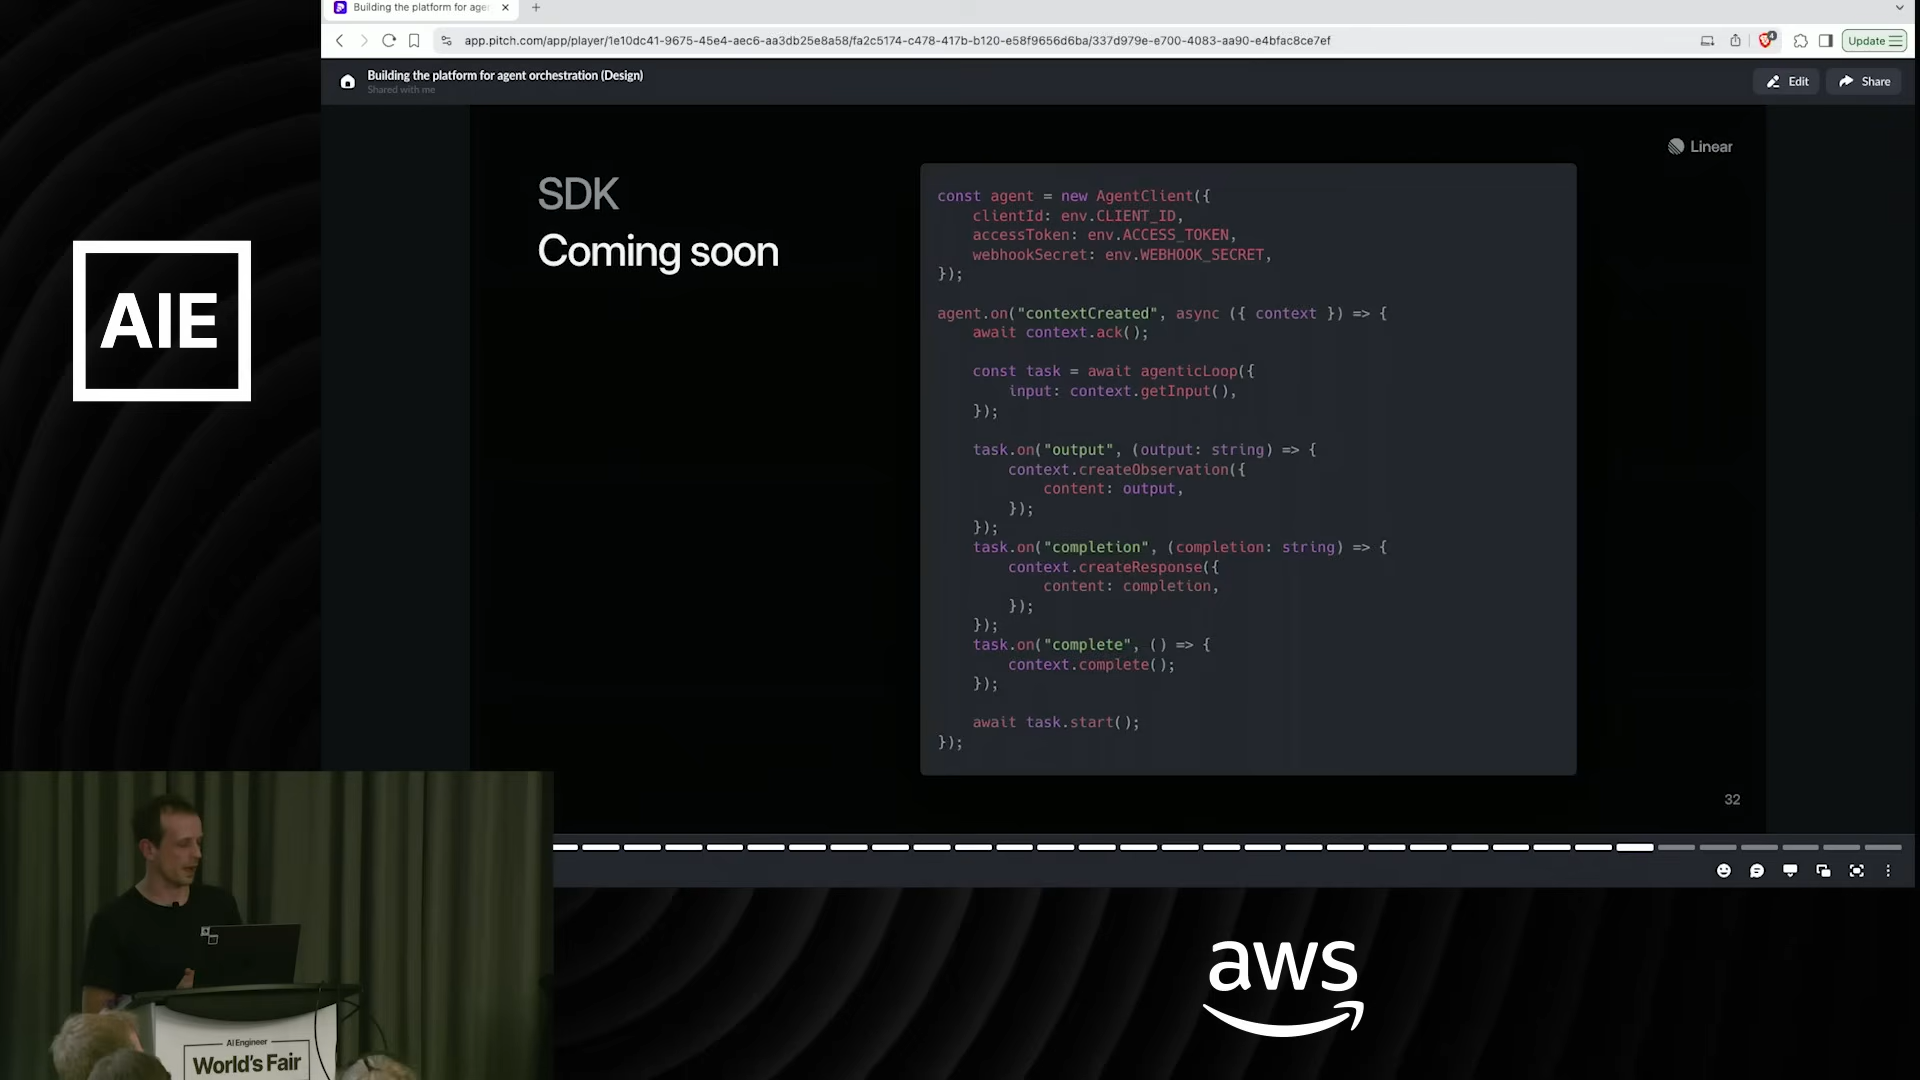 Building the platform for age
app.pitch.com/app/player/1e10dc41-9675-45e4-aec6-aa3db25e8a58/fa2c5174-c478-417b-b120-e58f9656d6ba/337d979e-e700-4083-aa90-e4bfac8ce7ef
Update
Building the platform for agent orchestration (Design)
Shared with me
Edit
Share
Linear
SDK
Coming soon
const agent = new AgentClient({
    clientId: env.CLIENT_ID,
    accessToken: env.ACCESS_TOKEN,
    webhookSecret: env.WEBHOOK_SECRET,
});
agent.on("contextCreated", async ({ context }) => {
    await context.ack();
    const task = await agenticLoop({
        input: context.getInput(),
    });
    task.on("output", (output: string) => {
        context.createObservation({
            content: output,
        });
    });
    task.on("completion", (completion: string) => {
        context.createResponse({
            content: completion,
        });
    });
    task.on("complete", () => {
        context.complete();
    });
    await task.start();
});
32
AIE
AI Engineer
World's Fair
aws